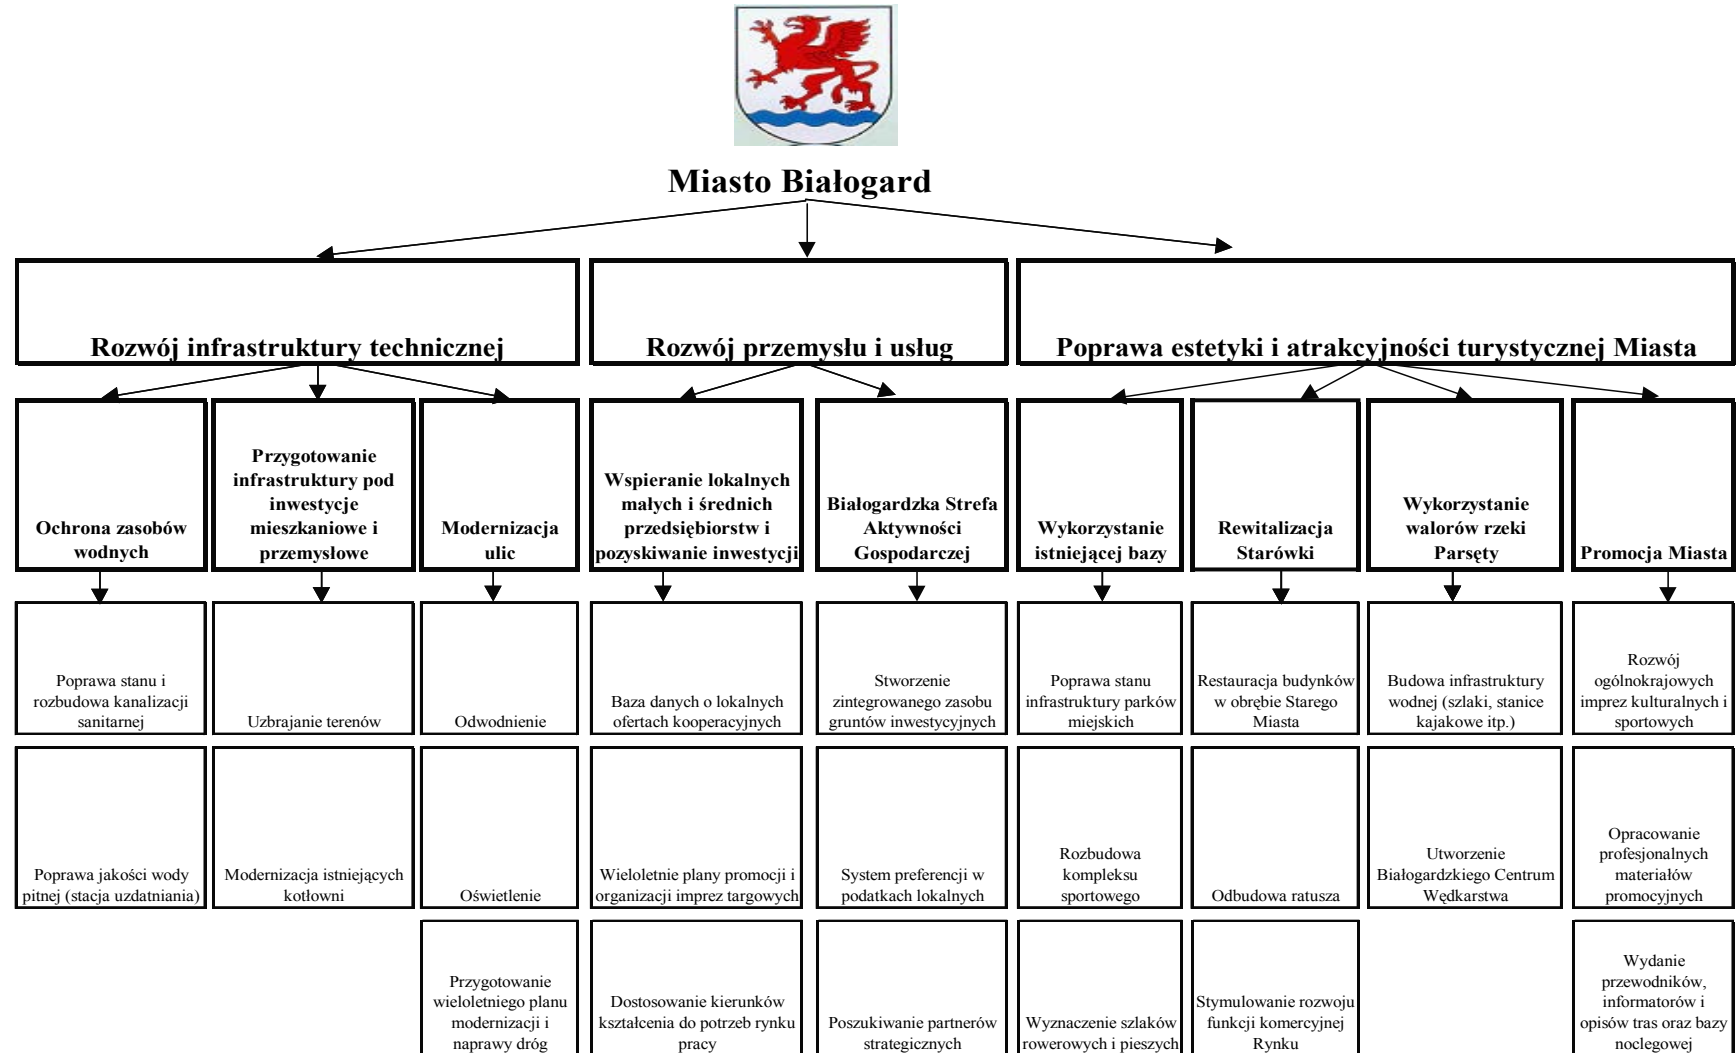 Miasto Białogard
Rozwój infrastruktury technicznej
Rozwój przemysłu i usług
Poprawa estetyki i atrakcyjności turystycznej Miasta
Ochrona zasobów
wodnych
Przygotowanie
infrastruktury pod
inwestycje
mieszkaniowe i
przemysłowe
Modernizacja
ulic
Wspieranie lokalnych
małych i średnich
przedsiębiorstw i
pozyskiwanie inwestycji
Białogardzka Strefa
Aktywności
Gospodarczej
Wykorzystanie
istniejącej bazy
Rewitalizacja
Starówki
Wykorzystanie
walorów rzeki
Parsęty
Promocja Miasta
Poprawa stanu i
rozbudowa kanalizacji
sanitarnej
Uzbrajanie terenów
Odwodnienie
Baza danych o lokalnych
ofertach kooperacyjnych
Stworzenie
zintegrowanego zasobu
gruntów inwestycyjnych
Poprawa stanu
infrastruktury parków
miejskich
Restauracja budynków
w obrębie Starego
Miasta
Budowa infrastruktury
wodnej (szlaki, stanice
kajakowe itp.)
Rozwój
ogólnokrajowych
imprez kulturalnych i
sportowych
Poprawa jakości wody
pitnej (stacja uzdatniania)
Modernizacja istniejących
kotłowni
Oświetlenie
Wieloletnie plany promocji i
organizacji imprez targowych
System preferencji w
podatkach lokalnych
Rozbudowa
kompleksu
sportowego
Odbudowa ratusza
Utworzenie
Białogardzkiego Centrum
Wędkarstwa
Opracowanie
profesjonalnych
materiałów
promocyjnych
Przygotowanie
wieloletniego planu
modernizacji i
naprawy dróg
Dostosowanie kierunków
kształcenia do potrzeb rynku
pracy
Poszukiwanie partnerów
strategicznych
Wyznaczenie szlaków
rowerowych i pieszych
Stymulowanie rozwoju
funkcji komercyjnej
Rynku
Wydanie
przewodników,
informatorów i
opisów tras oraz bazy
noclegowej